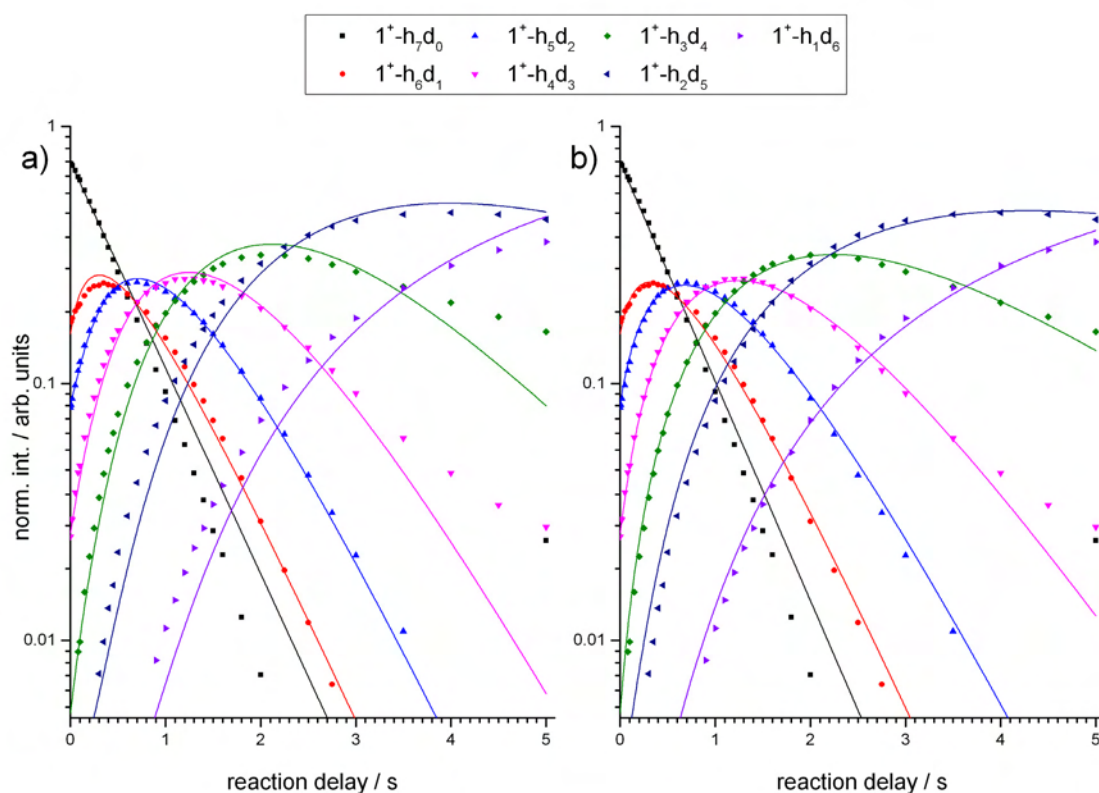 1⁺-h₇d₀ 1⁺-h₅d₂ 1⁺-h₃d₄ 1⁺-h₁d₆
1⁺-h₆d₁ 1⁺-h₄d₃ 1⁺-h₂d₅
a)
b)
norm. int. / arb. units
1
0.1
0.01
1
0.1
0.01
0 1 2 3 4 5
0 1 2 3 4 5
reaction delay / s
reaction delay / s